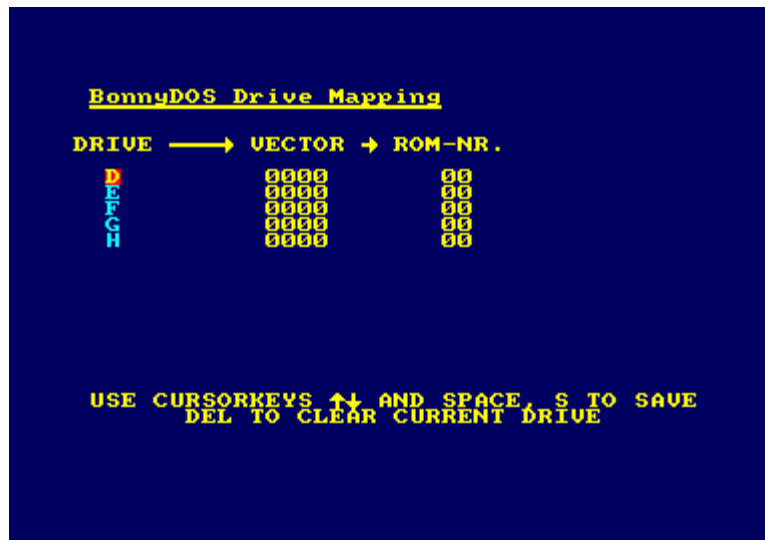 BonnyDOS Drive Mapping
DRIVE ⟶ VECTOR → ROM-NR.
D 0000 00
E 0000 00
F 0000 00
G 0000 00
H 0000 00
USE CURSORKEYS ↑↓ AND SPACE, S TO SAVE
DEL TO CLEAR CURRENT DRIVE